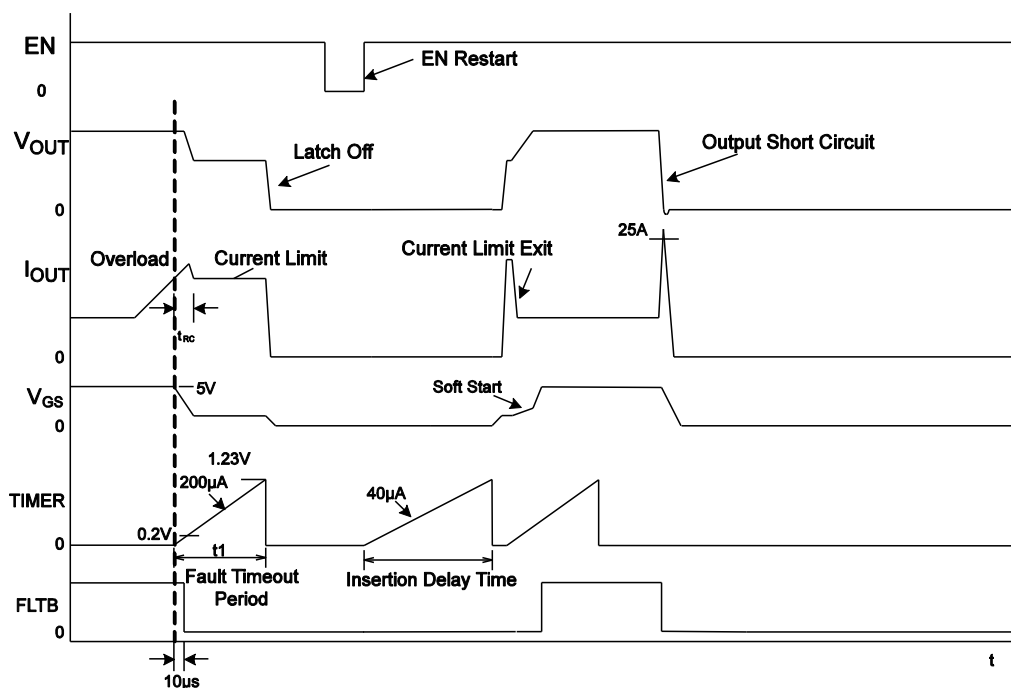 EN
0
EN Restart
VOUT
0
Latch Off
Output Short Circuit
25A
IOUT
0
Overload
Current Limit
Current Limit Exit
tRC
VGS
0
5V
Soft Start
TIMER
0
1.23V
200µA
0.2V
40µA
t1
Fault Timeout
Period
Insertion Delay Time
FLTB
0
t
10µs